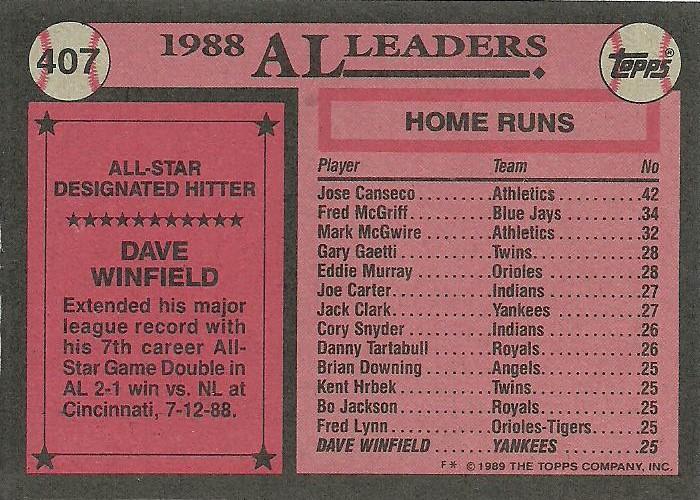 407
1988 AL LEADERS
TOPPS®
ALL-STAR
DESIGNATED HITTER
★★★★★★★★★★★
DAVE
WINFIELD
Extended his major
league record with
his 7th career All-
Star Game Double in
AL 2-1 win vs. NL at
Cincinnati, 7-12-88.
HOME RUNS
Player Team No
Jose Canseco..........Athletics..........42
Fred McGriff..........Blue Jays..........34
Mark McGwire..........Athletics..........32
Gary Gaetti..........Twins..........28
Eddie Murray..........Orioles..........28
Joe Carter..........Indians..........27
Jack Clark..........Yankees..........27
Cory Snyder..........Indians..........26
Danny Tartabull..........Royals..........26
Brian Downing..........Angels..........25
Kent Hrbek..........Twins..........25
Bo Jackson..........Royals..........25
Fred Lynn..........Orioles-Tigers......25
DAVE WINFIELD..........YANKEES..........25
F* © 1989 THE TOPPS COMPANY, INC.